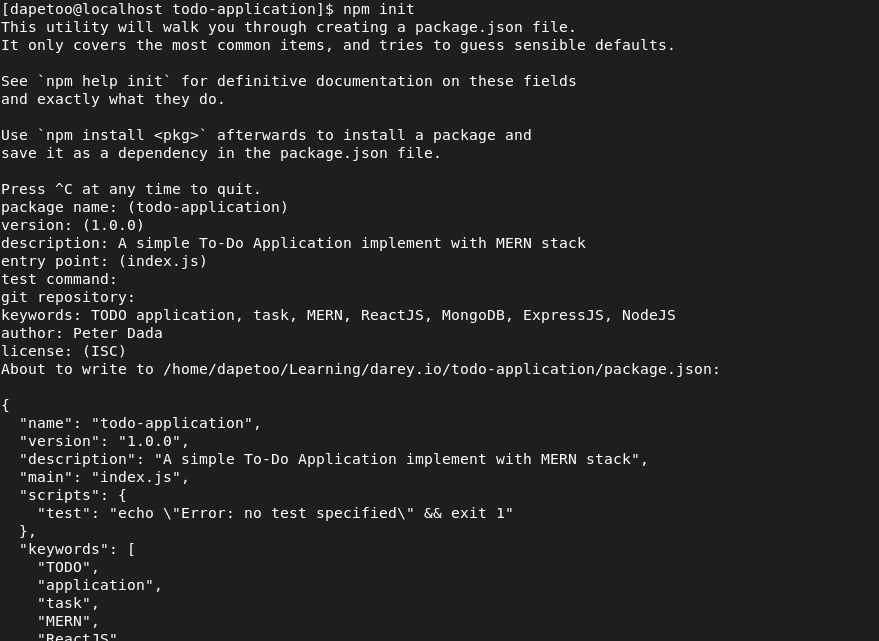 [dapetoo@localhost todo-application]$ npm init
This utility will walk you through creating a package.json file.
It only covers the most common items, and tries to guess sensible defaults.
See `npm help init` for definitive documentation on these fields
and exactly what they do.
Use `npm install <pkg>` afterwards to install a package and
save it as a dependency in the package.json file.
Press ^C at any time to quit.
package name: (todo-application)
version: (1.0.0)
description: A simple To-Do Application implement with MERN stack
entry point: (index.js)
test command:
git repository:
keywords: TODO application, task, MERN, ReactJS, MongoDB, ExpressJS, NodeJS
author: Peter Dada
license: (ISC)
About to write to /home/dapetoo/Learning/darey.io/todo-application/package.json:
{
  "name": "todo-application",
  "version": "1.0.0",
  "description": "A simple To-Do Application implement with MERN stack",
  "main": "index.js",
  "scripts": {
    "test": "echo \"Error: no test specified\" && exit 1"
  },
  "keywords": [
    "TODO",
    "application",
    "task",
    "MERN",
    "ReactJS"